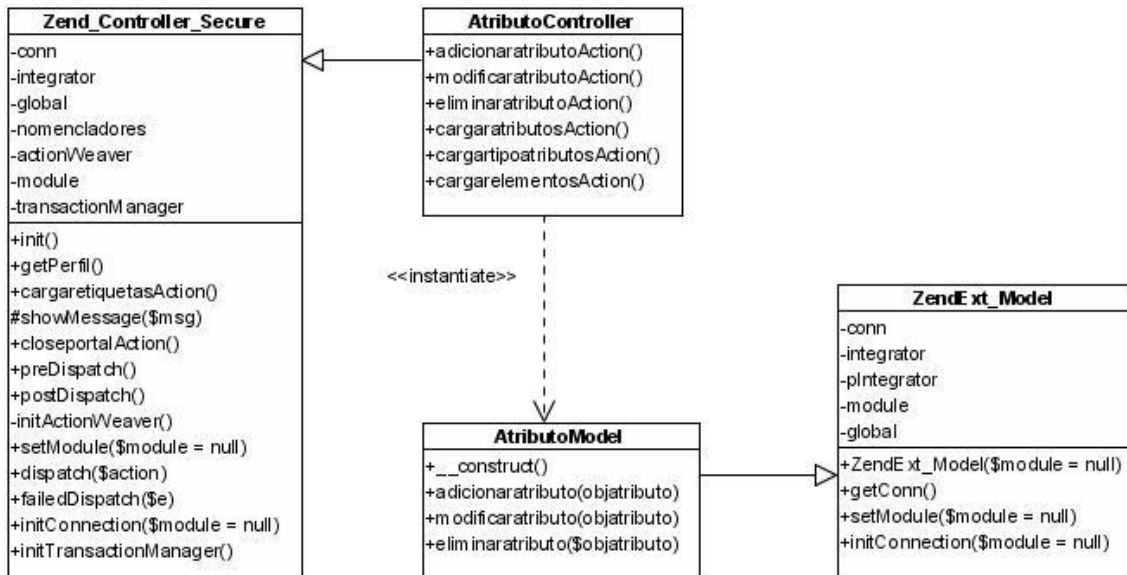 Zend_Controller_Secure
-conn
-integrator
-global
-nomencladores
-actionWeaver
-module
-transactionManager
+init()
+getPerfil()
+cargaretiquetasAction()
#showMessage($msg)
+closeportalAction()
+preDispatch()
+postDispatch()
-initActionWeaver()
+setModule($module = null)
+dispatch($action)
+failedDispatch($e)
+initConnection($module = null)
+initTransactionManager()
AtributoController
+adicionaratributoAction()
+modificaratributoAction()
+eliminaratributoAction()
+cargaratributosAction()
+cargartipoatributosAction()
+cargarelementosAction()
<<instantiate>>
AtributoModel
+__construct()
+adicionaratributo(objatributo)
+modificaratributo(objatributo)
+eliminaratributo($objatributo)
ZendExt_Model
-conn
-integrator
-pIntegrator
-module
-global
+ZendExt_Model($module = null)
+getConn()
+setModule($module = null)
+initConnection($module = null)